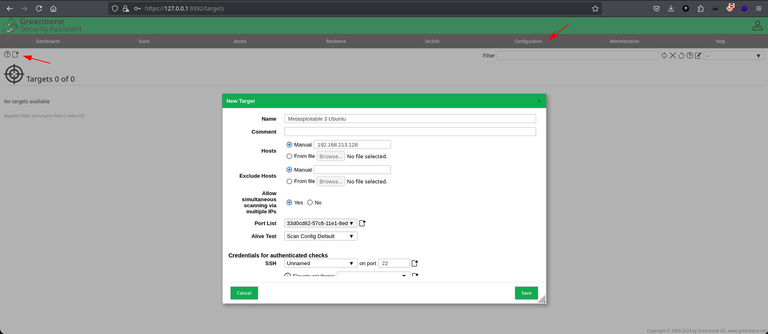 https://127.0.0.1:9392/targets
Greenbone
Security Assistant
Dashboards Scans Assets Resilience SecInfo Configuration Administration Help
Filter
Targets 0 of 0
No targets available
New Target
Name Metasploitable 3 Ubuntu
Comment
Hosts
Manual 192.168.213.128
From file Browse... No file selected.
Exclude Hosts
Manual
From file Browse... No file selected.
Allow
simultaneous
scanning via
multiple IPs
Yes No
Port List 33d0cd82-57c6-11e1-8ed
Alive Test Scan Config Default
Credentials for authenticated checks
SSH Unnamed on port 22
Cancel Save